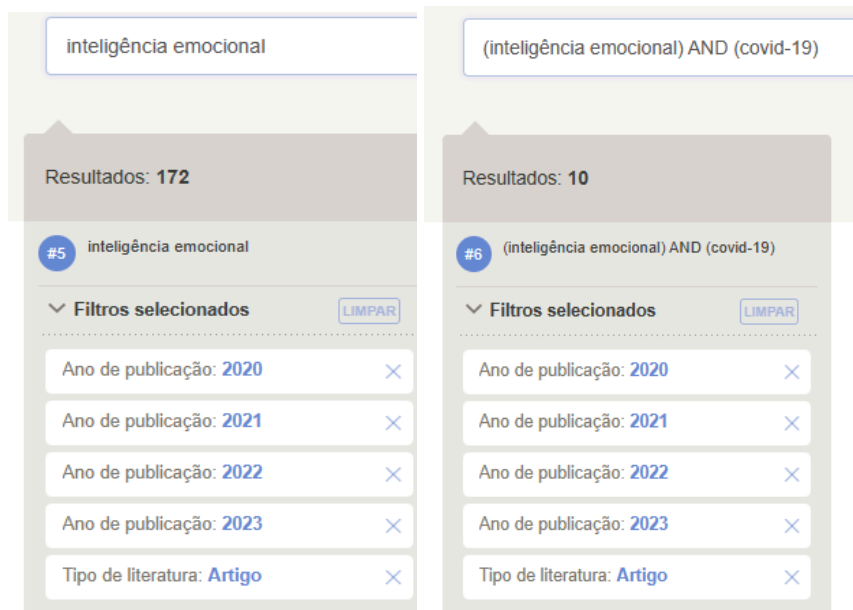 inteligência emocional
Resultados: 172
#5 inteligência emocional
Filtros selecionados LIMPAR
Ano de publicação: 2020
Ano de publicação: 2021
Ano de publicação: 2022
Ano de publicação: 2023
Tipo de literatura: Artigo
(inteligência emocional) AND (covid-19)
Resultados: 10
#6 (inteligência emocional) AND (covid-19)
Filtros selecionados LIMPAR
Ano de publicação: 2020
Ano de publicação: 2021
Ano de publicação: 2022
Ano de publicação: 2023
Tipo de literatura: Artigo